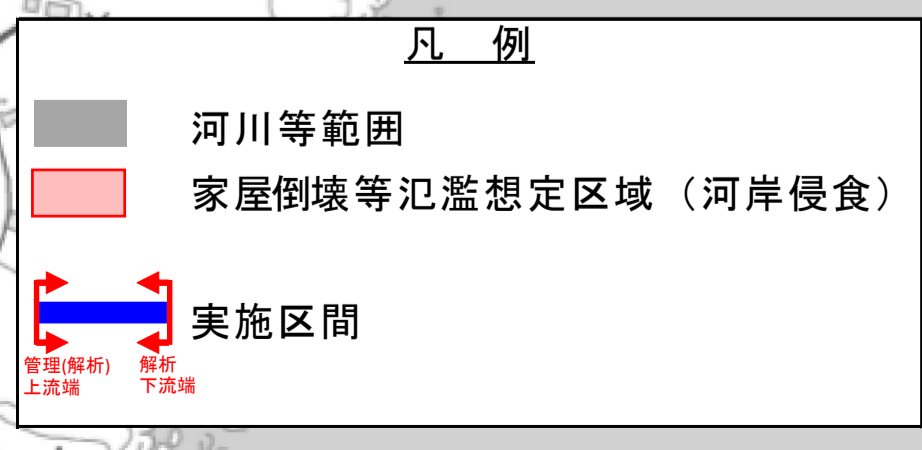 凡　例
河川等範囲
家屋倒壊等氾濫想定区域（河岸侵食）
実施区間
管理(解析)
上流端
解析
下流端